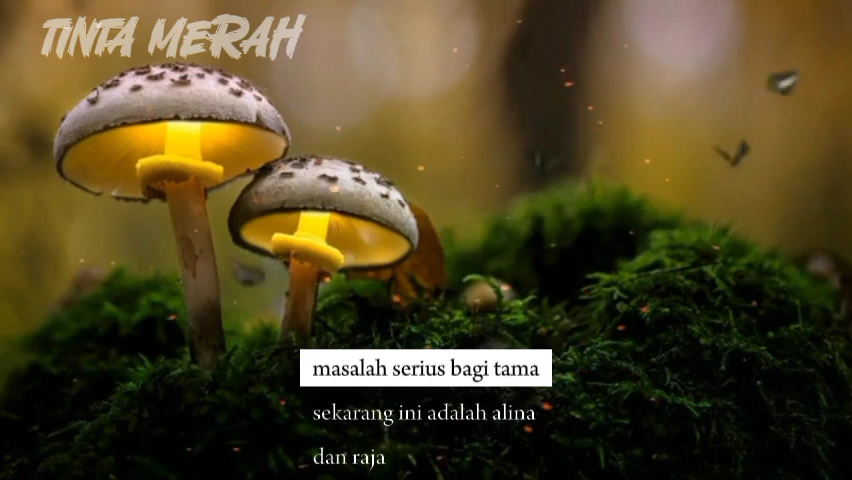 TINTA MERAH
masalah serius bagi tama
sekarang ini adalah alina
dan raja